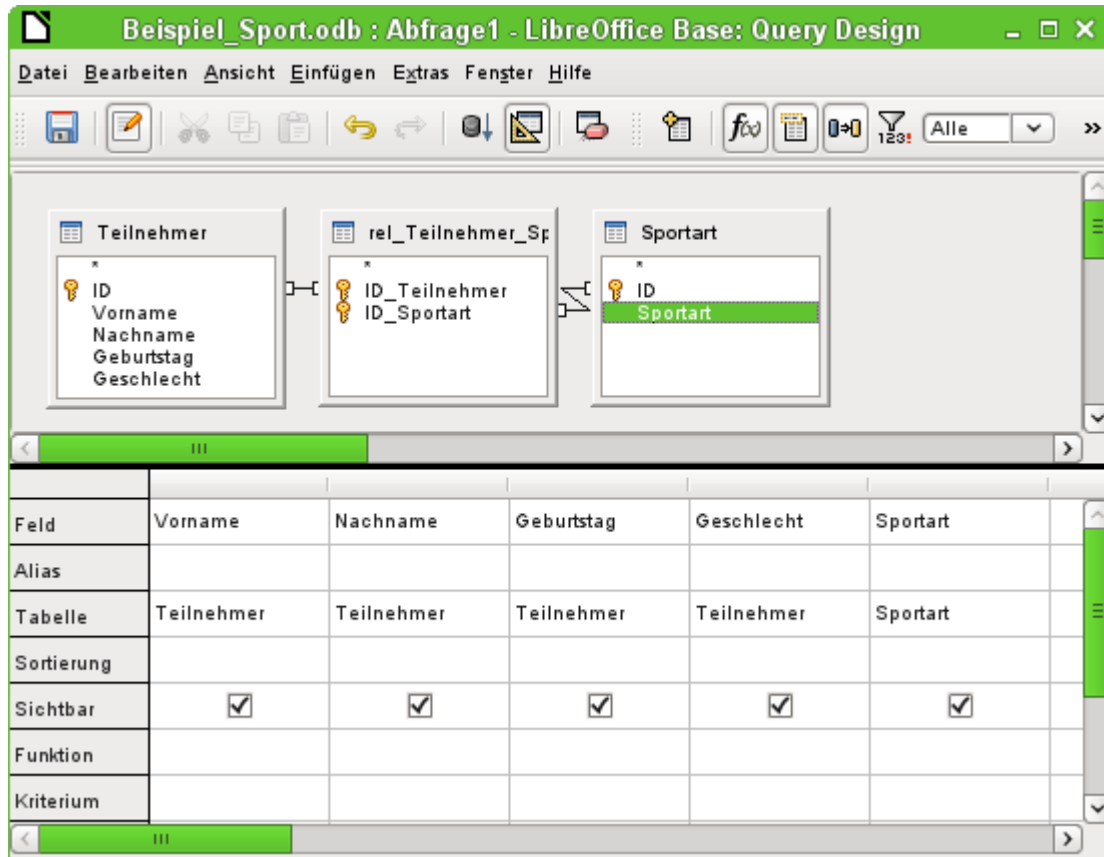 Beispiel_Sport.odb : Abfrage1 - LibreOffice Base: Query Design
Datei Bearbeiten Ansicht Einfügen Extras Fenster Hilfe
f(x) 123! Alle
Teilnehmer
*
ID
Vorname
Nachname
Geburtstag
Geschlecht
rel_Teilnehmer_Sp
*
ID_Teilnehmer
ID_Sportart
Sportart
*
ID
Sportart
Feld Vorname Nachname Geburtstag Geschlecht Sportart
Alias
Tabelle Teilnehmer Teilnehmer Teilnehmer Teilnehmer Sportart
Sortierung
Sichtbar
Funktion
Kriterium